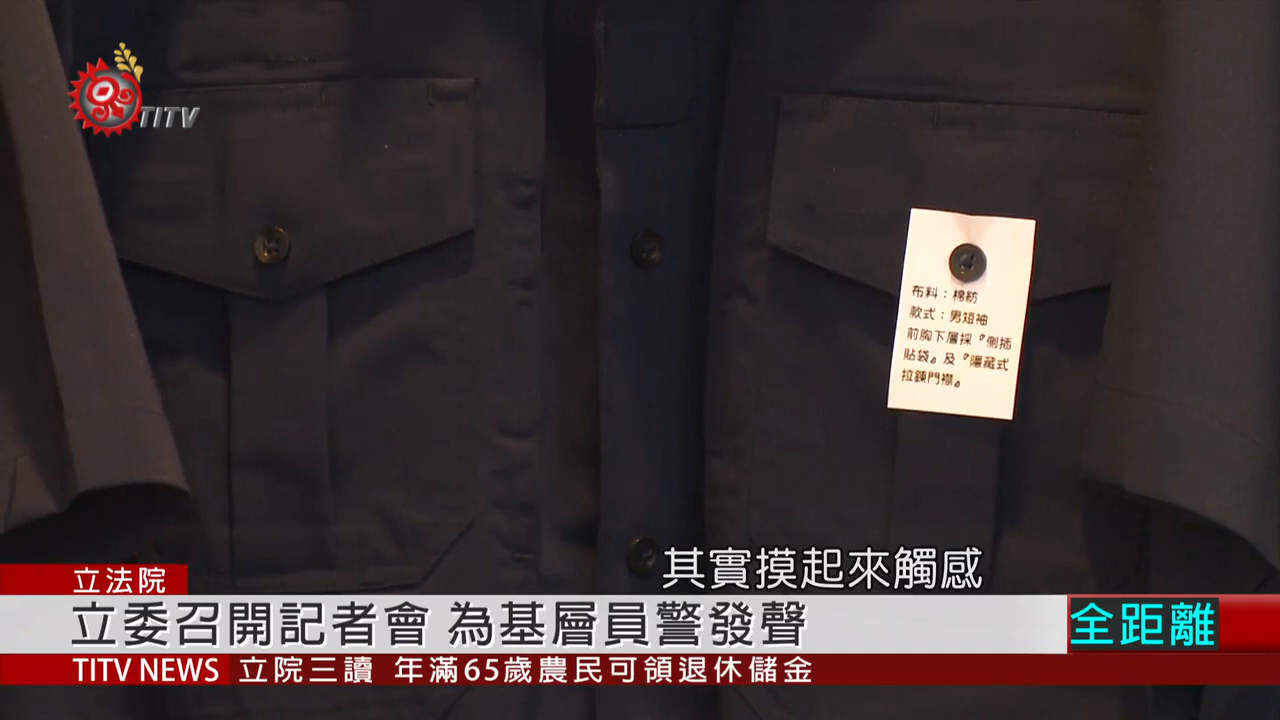 TITV
布料：棉紡
款式：男短袖
前胸下層採『側插
貼袋』及『隱藏式
拉鍊門襟』
其實摸起來觸感
立法院
立委召開記者會 為基層員警發聲
全距離
TITV NEWS 立院三讀 年滿65歲農民可領退休儲金